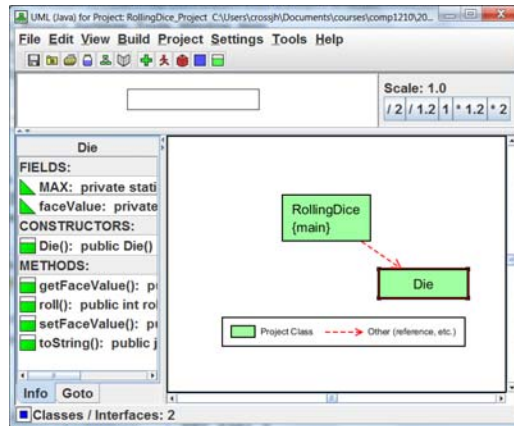 UML (Java) for Project: RollingDice_Project C:\Users\crossjh\Documents\courses\comp1210\20...
File Edit View Build Project Settings Tools Help
Scale: 1.0
/ 2 / 1.2 1 * 1.2 * 2
Die
FIELDS:
MAX: private stati
faceValue: private
CONSTRUCTORS:
Die(): public Die()
METHODS:
getFaceValue(): p
roll(): public int rol
setFaceValue(): p
toString(): public j
Info Goto
RollingDice
{main}
Die
Project Class Other (reference, etc.)
Classes / Interfaces: 2